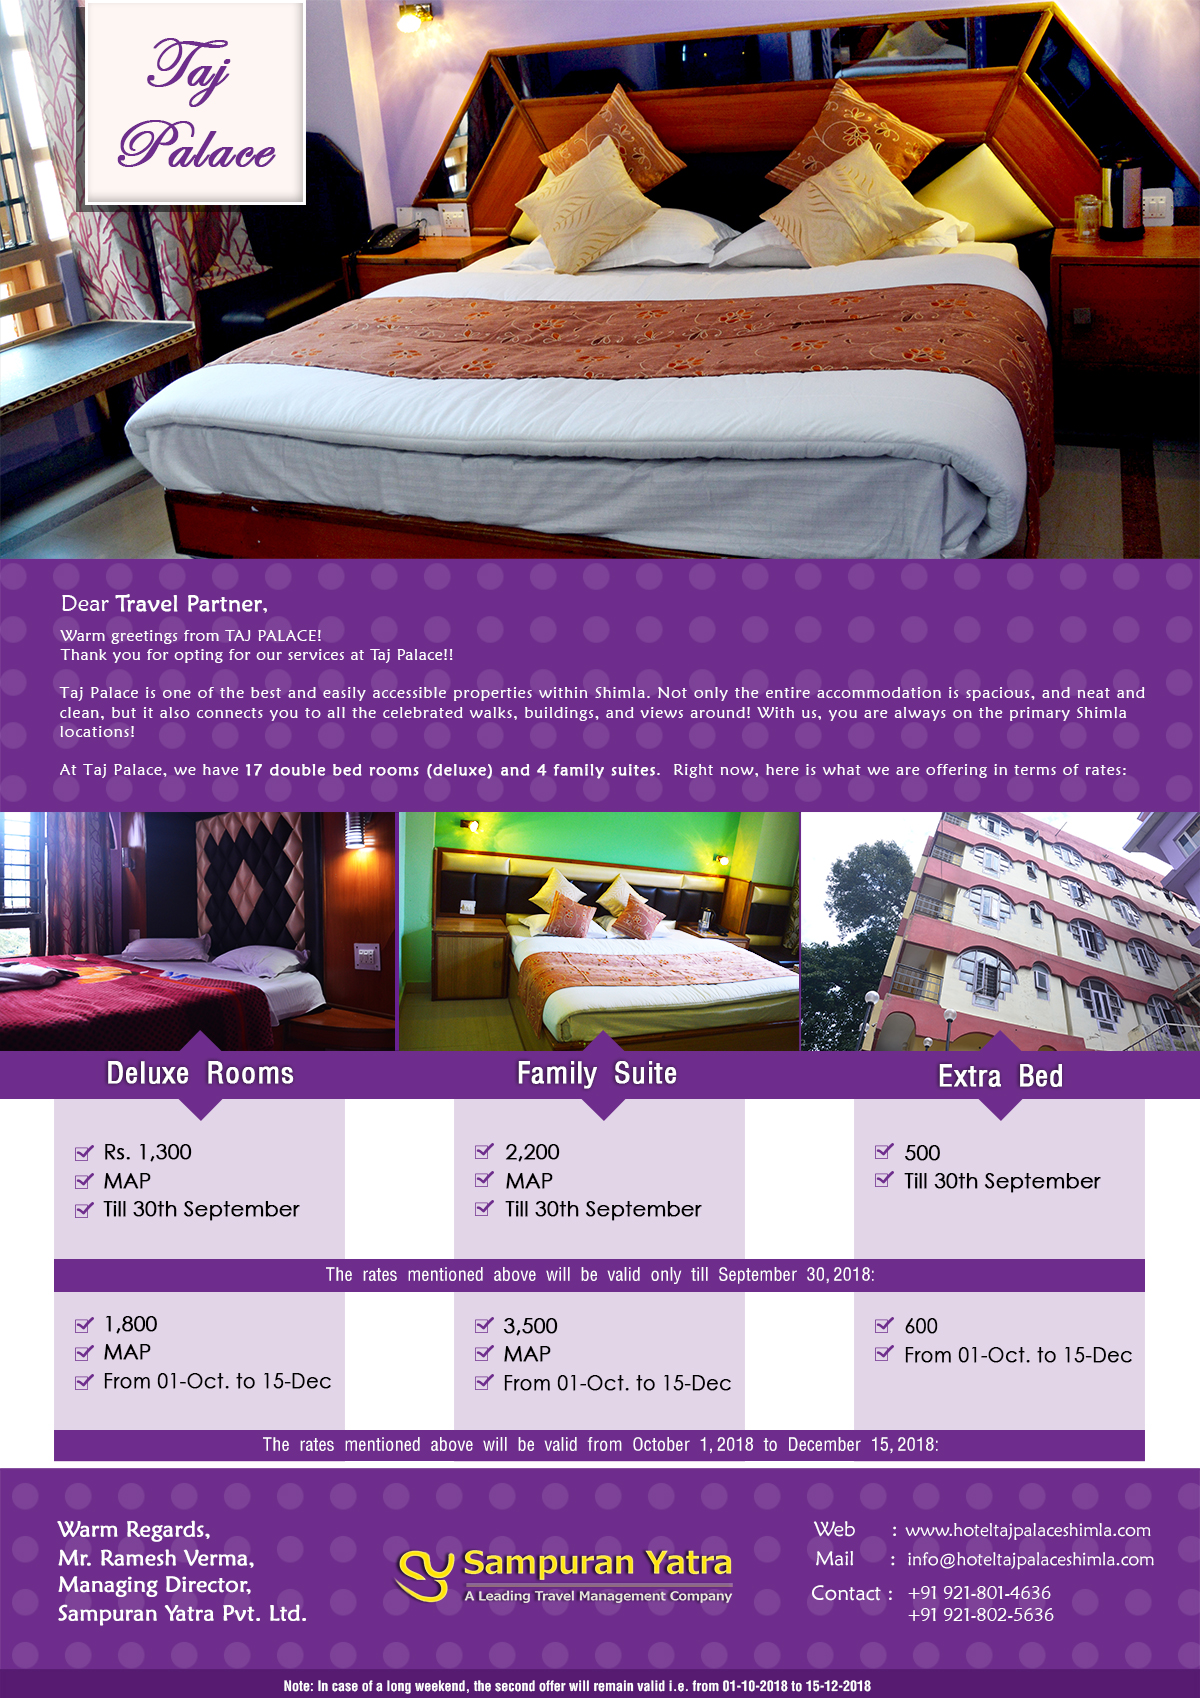 Taj
Palace
Dear Travel Partner,
Warm greetings from TAJ PALACE!
Thank you for opting for our services at Taj Palace!!
Taj Palace is one of the best and easily accessible properties within Shimla. Not only the entire accommodation is spacious, and neat and
clean, but it also connects you to all the celebrated walks, buildings, and views around! With us, you are always on the primary Shimla
locations!
At Taj Palace, we have 17 double bed rooms (deluxe) and 4 family suites. Right now, here is what we are offering in terms of rates:
Deluxe Rooms
Family Suite
Extra Bed
Rs. 1,300
MAP
Till 30th September
2,200
MAP
Till 30th September
500
Till 30th September
The rates mentioned above will be valid only till September 30, 2018:
1,800
MAP
From 01-Oct. to 15-Dec
3,500
MAP
From 01-Oct. to 15-Dec
600
From 01-Oct. to 15-Dec
The rates mentioned above will be valid from October 1, 2018 to December 15, 2018:
Warm Regards,
Mr. Ramesh Verma,
Managing Director,
Sampuran Yatra Pvt. Ltd.
Sampuran Yatra
A Leading Travel Management Company
Web : www.hoteltajpalaceshimla.com
Mail : info@hoteltajpalaceshimla.com
Contact : +91 921-801-4636
+91 921-802-5636
Note: In case of a long weekend, the second offer will remain valid i.e. from 01-10-2018 to 15-12-2018